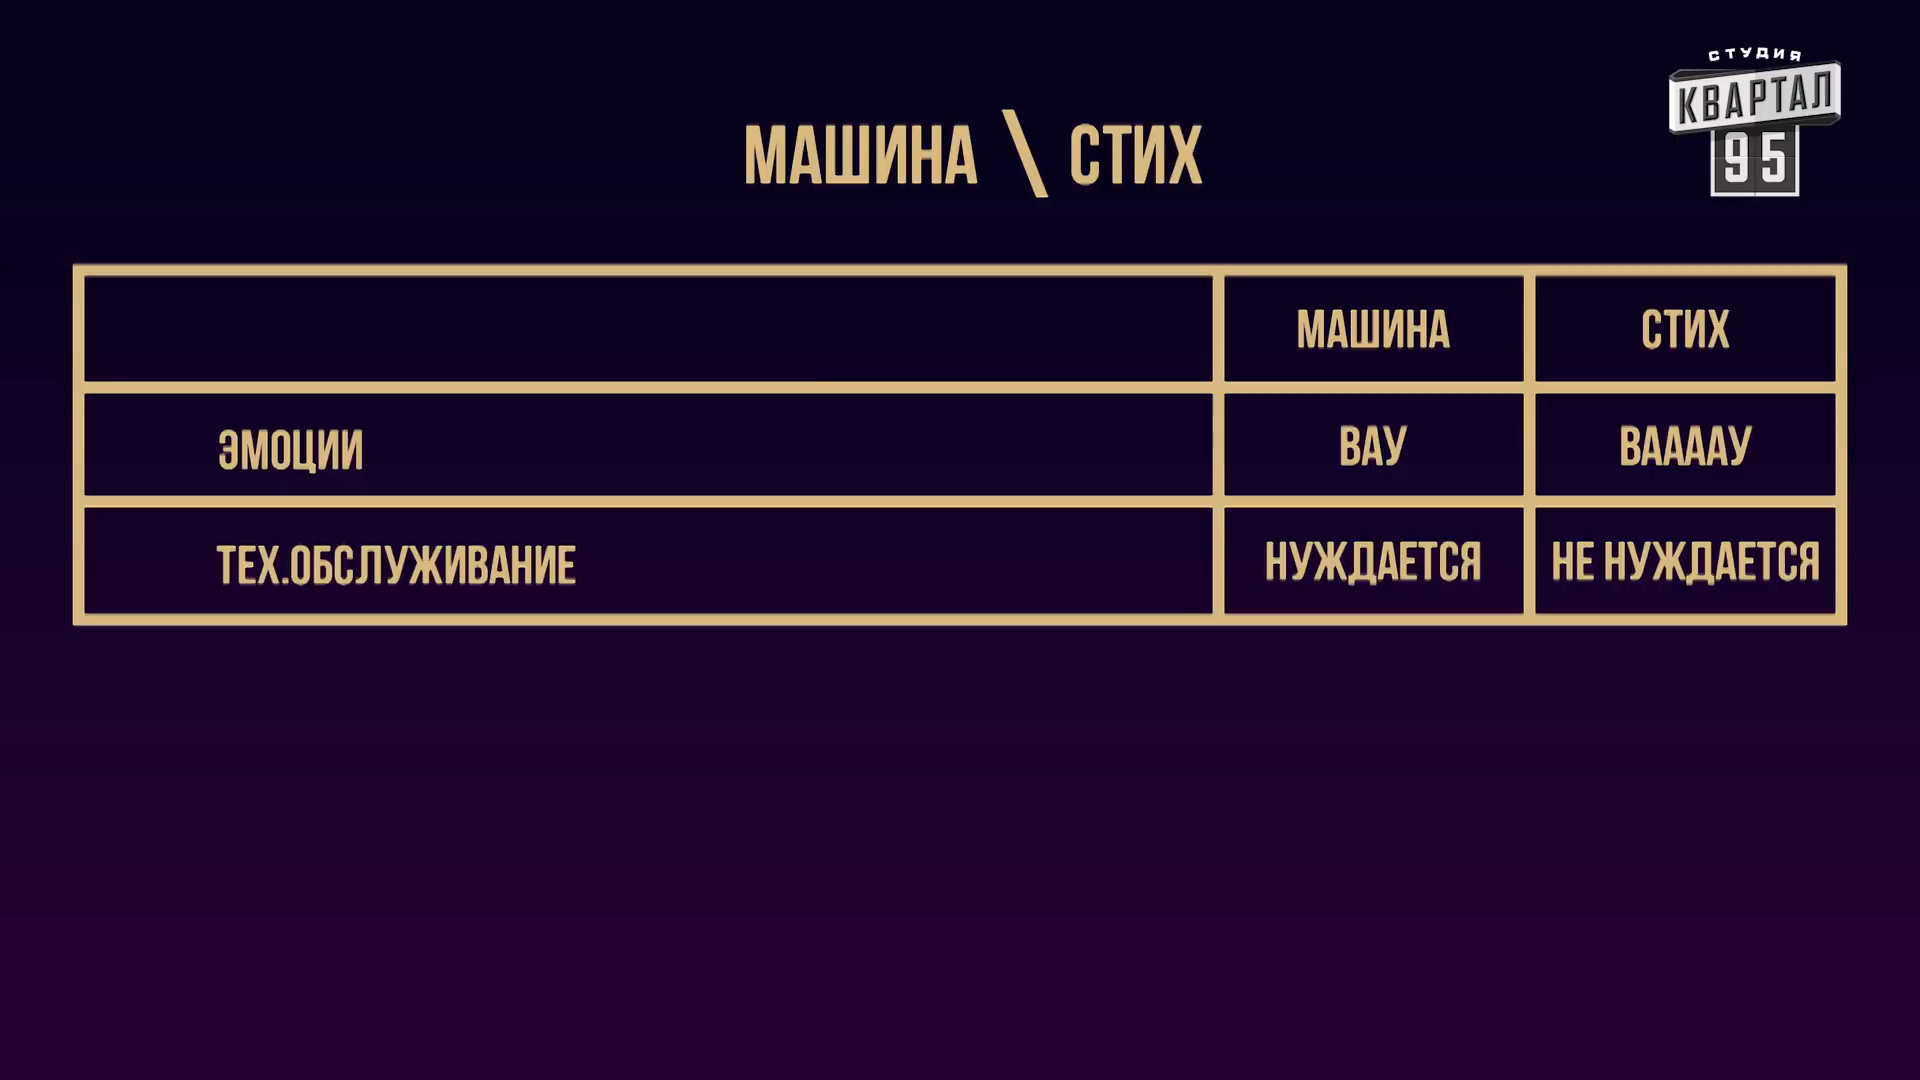 СТУДИЯ
КВАРТАЛ
95
МАШИНА \ СТИХ
МАШИНА СТИХ
ЭМОЦИИ ВАУ ВААААУ
ТЕХ.ОБСЛУЖИВАНИЕ НУЖДАЕТСЯ НЕ НУЖДАЕТСЯ